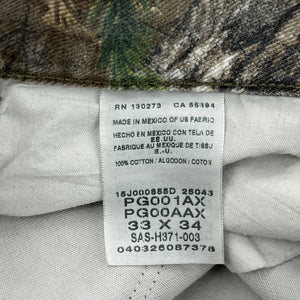 RN 130273 CA 55394
MADE IN MEXICO OF US FABRIC
HECHO EN MEXICO CON TELA DE EE.UU.
FABRIQUE AU MEXIQUE DE TISSU
E.-U.
100% COTTON / ALGODON / COTON
15J000855D 25043
PG001AX
PG00AAX
33 X 34
SAS-H371-003
040326087378